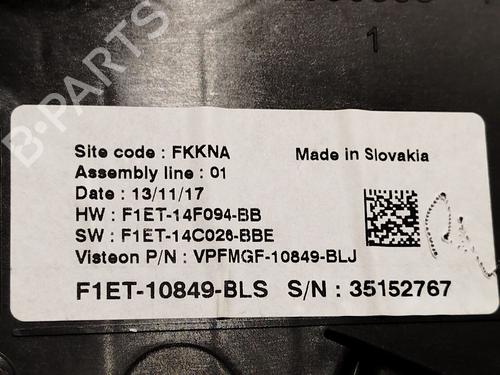 1
B-PARTS
Site code : FKKNA
Made in Slovakia
Assembly line : 01
Date : 13/11/17
HW : F1ET-14F094-BB
SW : F1ET-14C026-BBE
Visteon P/N : VPFMGF-10849-BLJ
F1ET-10849-BLS S/N : 35152767